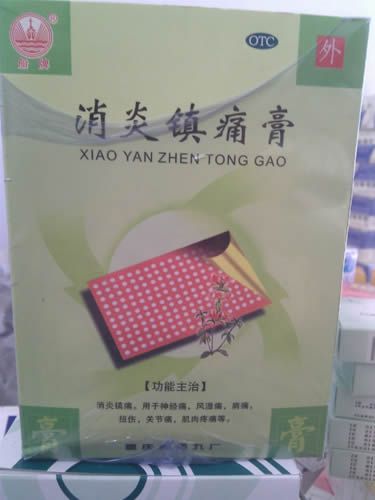 OTC
外
消炎镇痛膏
XIAO YAN ZHEN TONG GAO
【功能主治】
消炎镇痛。用于神经痛，风湿痛，肩痛，
扭伤，关节痛，肌肉疼痛等。
膏